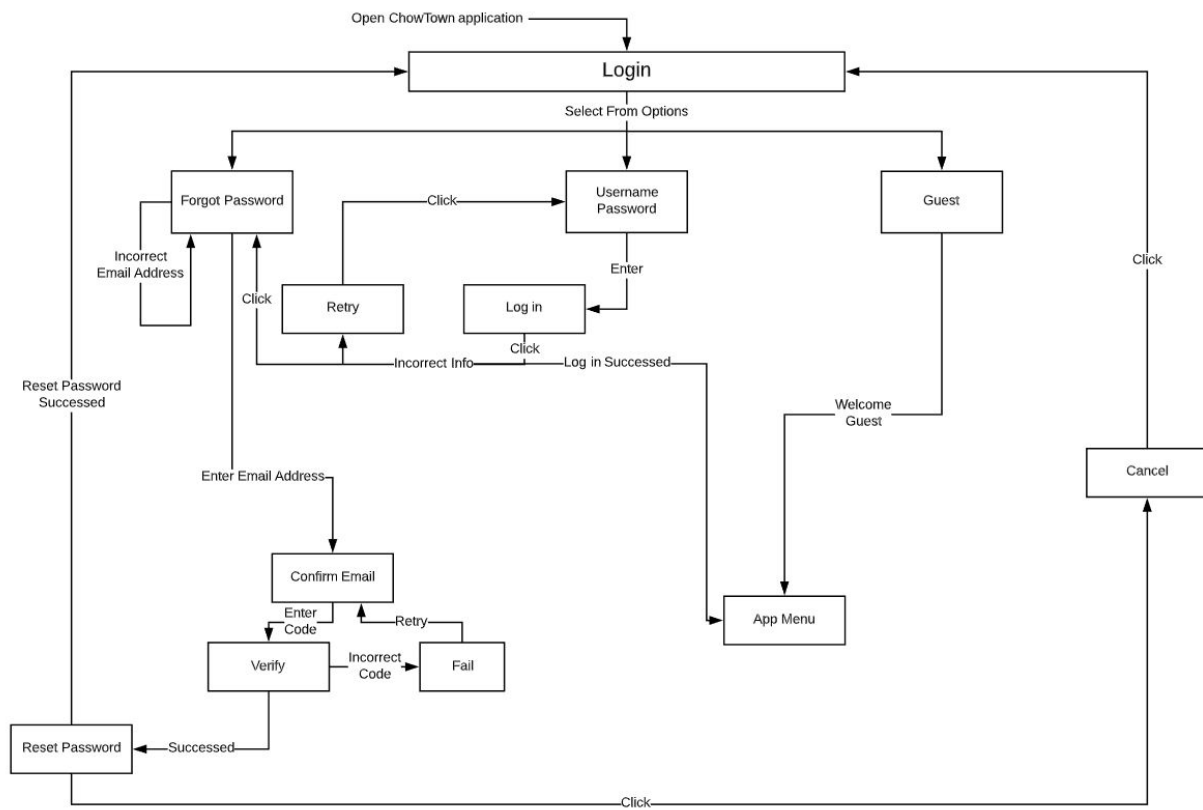 Open ChowTown application
Login
Select From Options
Forgot Password
Username
Password
Guest
Click
Incorrect
Email Address
Click
Retry
Enter
Log in
Click
Click
Incorrect Info
Log in Successed
Reset Password
Successed
Welcome
Guest
Cancel
Enter Email Address
Confirm Email
Enter
Code
Retry
App Menu
Verify
Incorrect
Code
Fail
Reset Password
Successed
Click